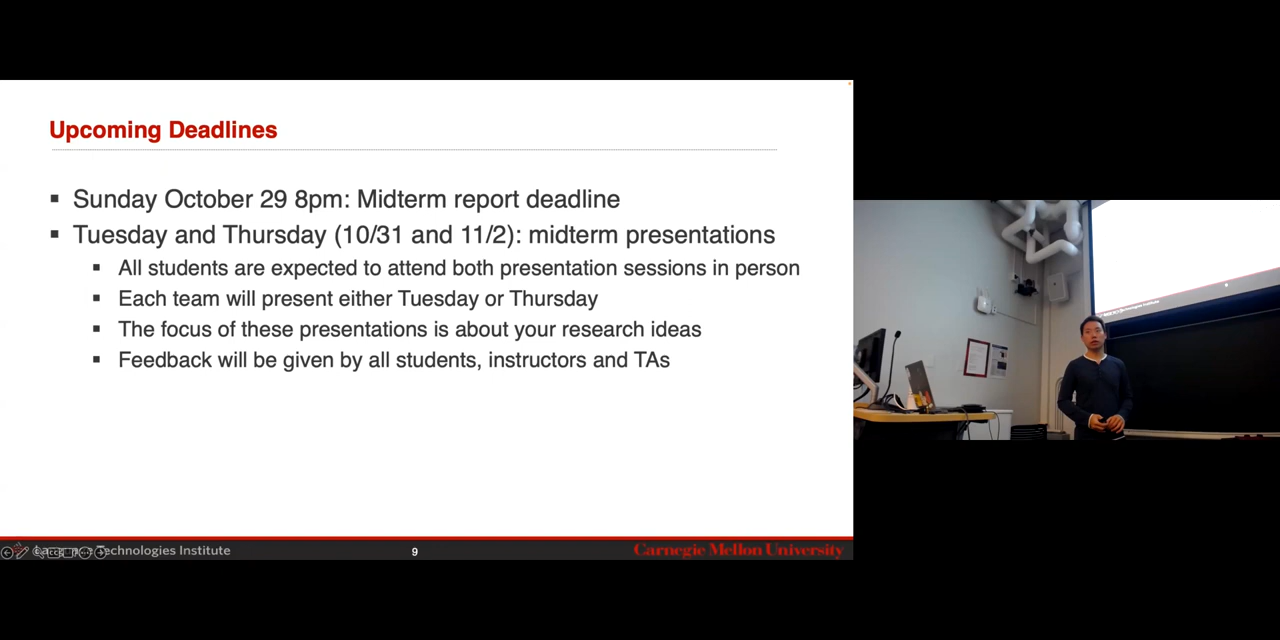 Upcoming Deadlines
▪ Sunday October 29 8pm: Midterm report deadline
▪ Tuesday and Thursday (10/31 and 11/2): midterm presentations
▪ All students are expected to attend both presentation sessions in person
▪ Each team will present either Tuesday or Thursday
▪ The focus of these presentations is about your research ideas
▪ Feedback will be given by all students, instructors and TAs
Technologies Institute
9
Carnegie Mellon University